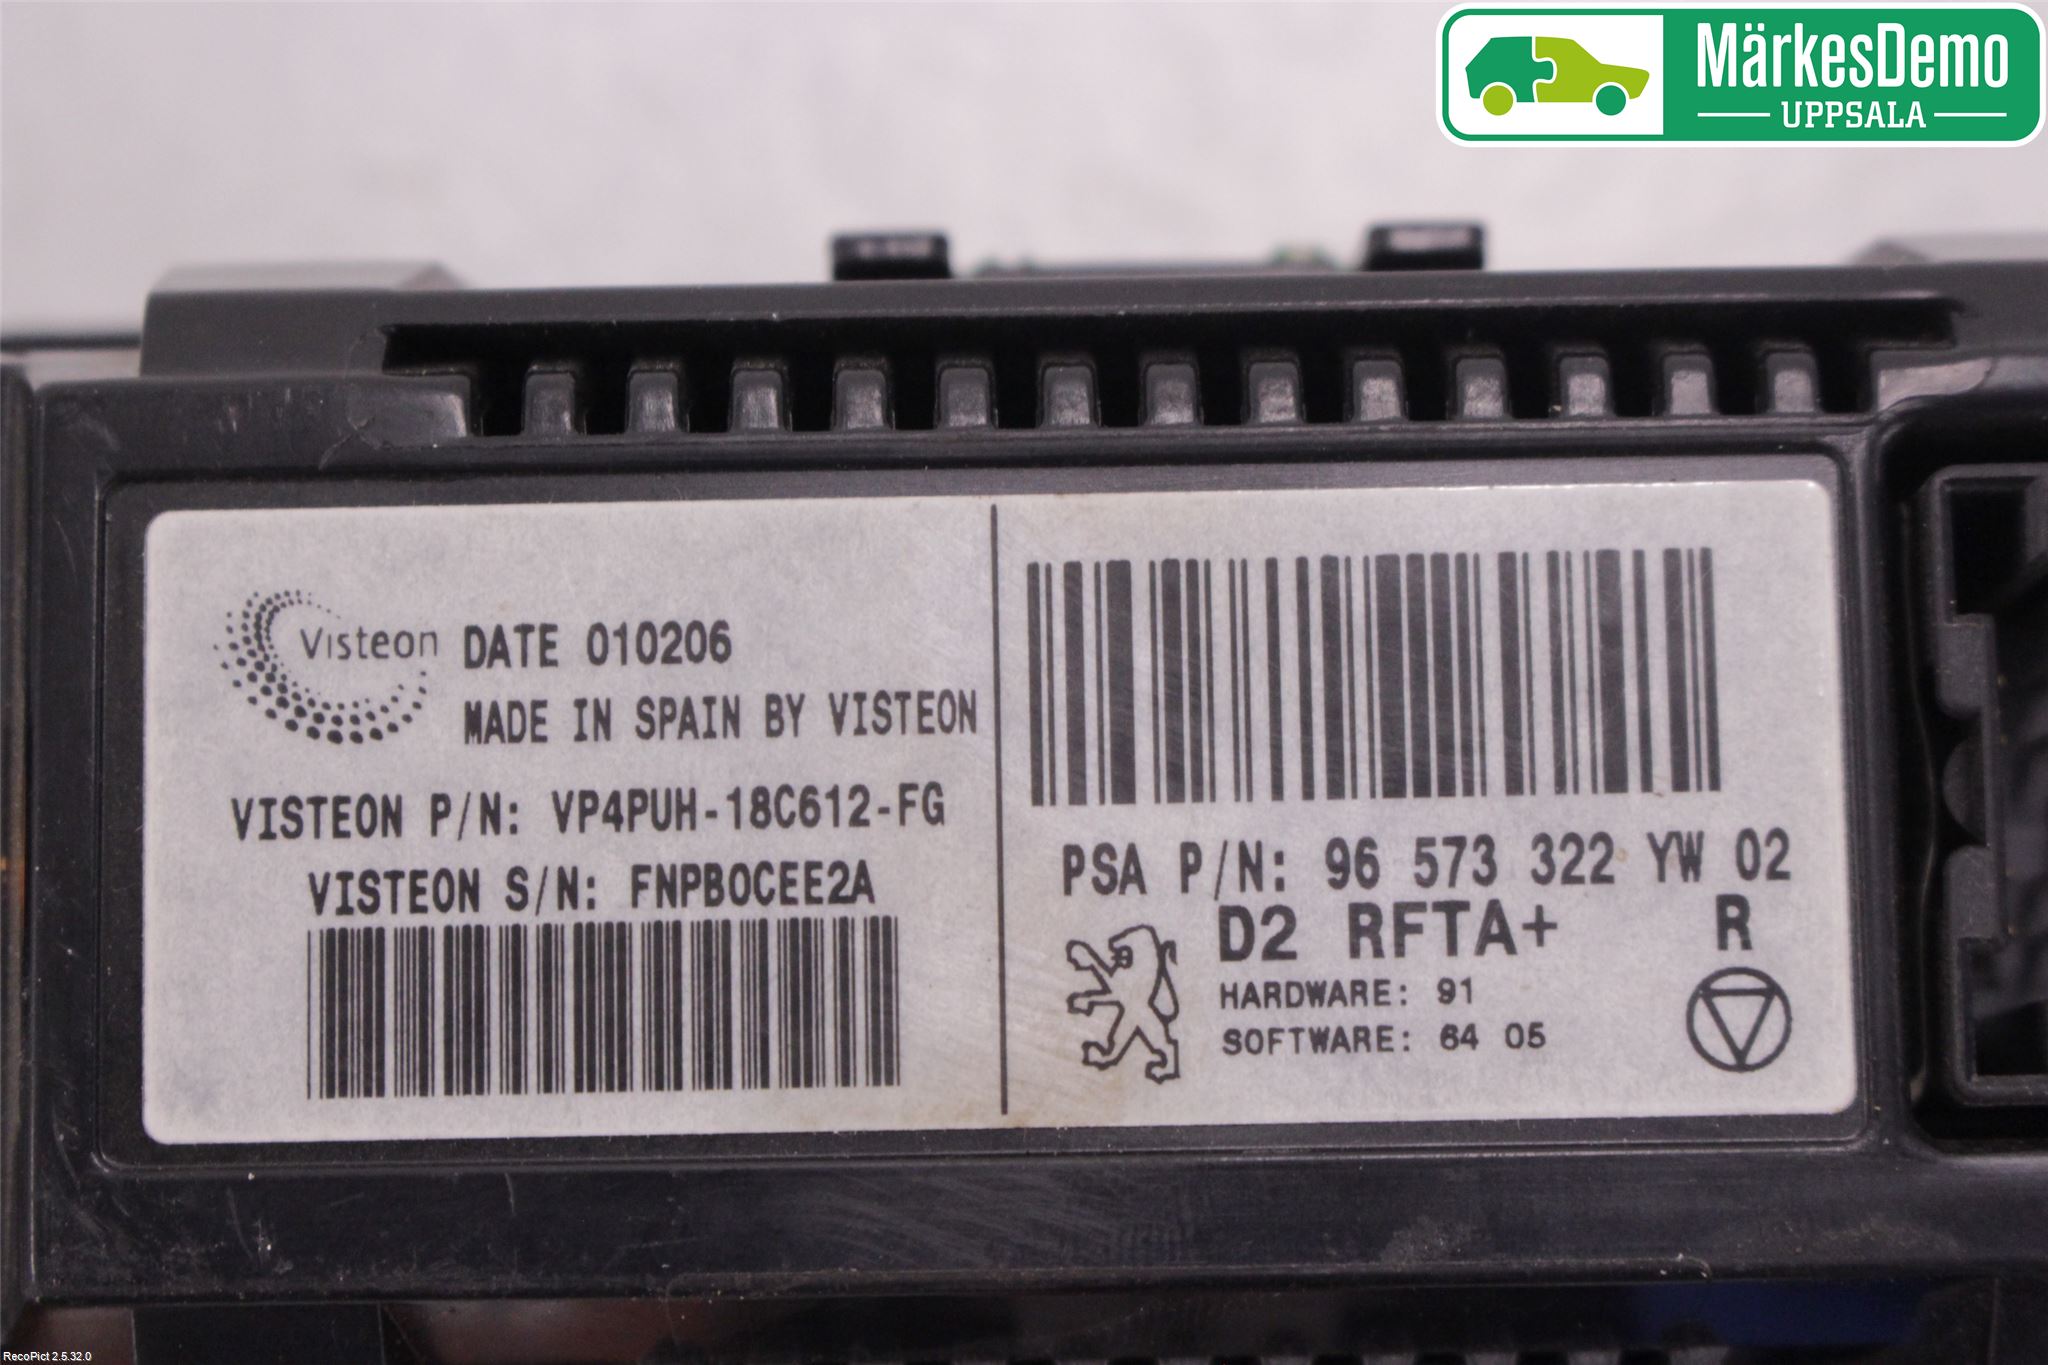 MärkesDemo
UPPSALA
Visteon
DATE 010206
MADE IN SPAIN BY VISTEON
VISTEON P/N: VP4PUH-18C612-FG
VISTEON S/N: FNPB0CEE2A
PSA P/N: 96 573 322 YW 02
D2 RFTA+ R
HARDWARE: 91
SOFTWARE: 64 05
RecoPict 2.5.32.0